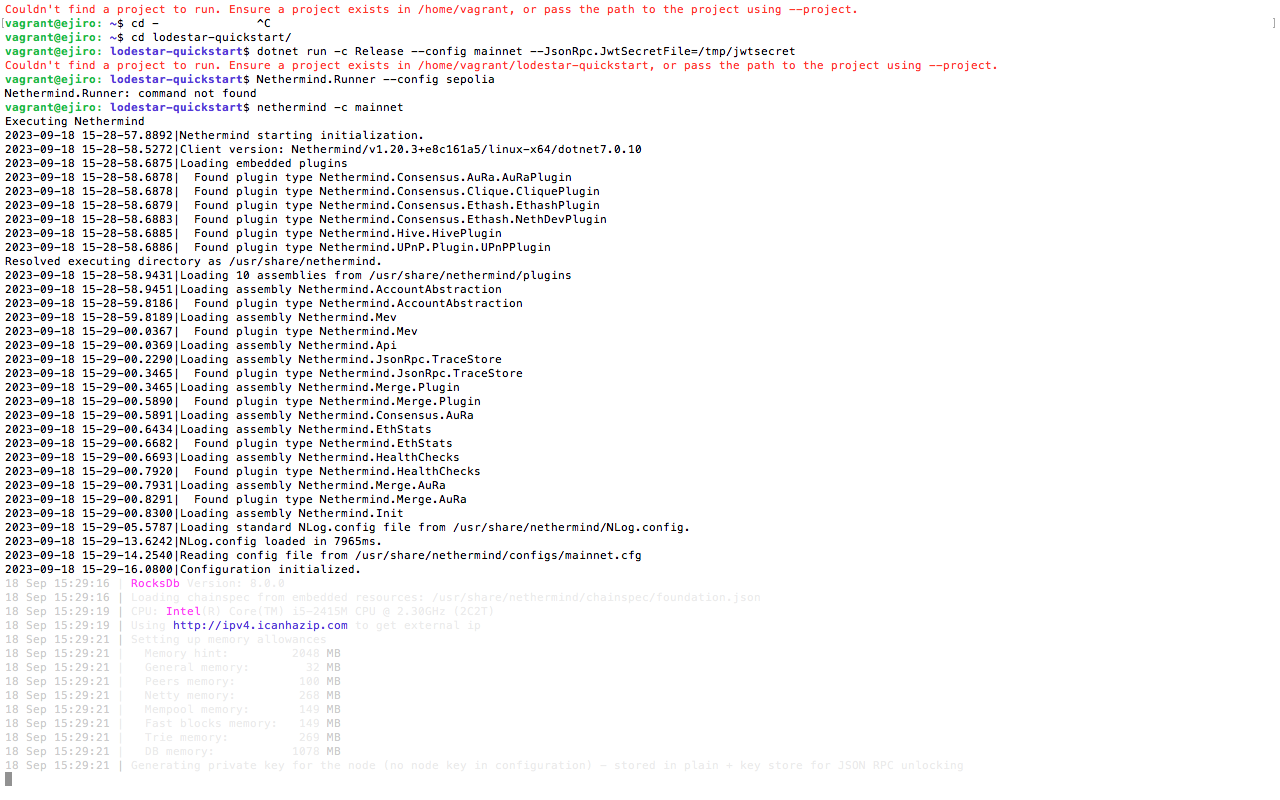 Couldn't find a project to run. Ensure a project exists in /home/vagrant, or pass the path to the project using --project.
[vagrant@ejiro: ~$ cd -              ^C ]
vagrant@ejiro: ~$ cd lodestar-quickstart/
vagrant@ejiro: lodestar-quickstart$ dotnet run -c Release --config mainnet --JsonRpc.JwtSecretFile=/tmp/jwtsecret
Couldn't find a project to run. Ensure a project exists in /home/vagrant/lodestar-quickstart, or pass the path to the project using --project.
vagrant@ejiro: lodestar-quickstart$ Nethermind.Runner --config sepolia
Nethermind.Runner: command not found
vagrant@ejiro: lodestar-quickstart$ nethermind -c mainnet
Executing Nethermind
2023-09-18 15-28-57.8892|Nethermind starting initialization.
2023-09-18 15-28-58.5272|Client version: Nethermind/v1.20.3+e8c161a5/linux-x64/dotnet7.0.10
2023-09-18 15-28-58.6875|Loading embedded plugins
2023-09-18 15-28-58.6878|  Found plugin type Nethermind.Consensus.AuRa.AuRaPlugin
2023-09-18 15-28-58.6878|  Found plugin type Nethermind.Consensus.Clique.CliquePlugin
2023-09-18 15-28-58.6879|  Found plugin type Nethermind.Consensus.Ethash.EthashPlugin
2023-09-18 15-28-58.6883|  Found plugin type Nethermind.Consensus.Ethash.NethDevPlugin
2023-09-18 15-28-58.6885|  Found plugin type Nethermind.Hive.HivePlugin
2023-09-18 15-28-58.6886|  Found plugin type Nethermind.UPnP.Plugin.UPnPPlugin
Resolved executing directory as /usr/share/nethermind.
2023-09-18 15-28-58.9431|Loading 10 assemblies from /usr/share/nethermind/plugins
2023-09-18 15-28-58.9451|Loading assembly Nethermind.AccountAbstraction
2023-09-18 15-28-59.8186|  Found plugin type Nethermind.AccountAbstraction
2023-09-18 15-28-59.8189|Loading assembly Nethermind.Mev
2023-09-18 15-29-00.0367|  Found plugin type Nethermind.Mev
2023-09-18 15-29-00.0369|Loading assembly Nethermind.Api
2023-09-18 15-29-00.2290|Loading assembly Nethermind.JsonRpc.TraceStore
2023-09-18 15-29-00.3465|  Found plugin type Nethermind.JsonRpc.TraceStore
2023-09-18 15-29-00.3465|Loading assembly Nethermind.Merge.Plugin
2023-09-18 15-29-00.5890|  Found plugin type Nethermind.Merge.Plugin
2023-09-18 15-29-00.5891|Loading assembly Nethermind.Consensus.AuRa
2023-09-18 15-29-00.6434|Loading assembly Nethermind.EthStats
2023-09-18 15-29-00.6682|  Found plugin type Nethermind.EthStats
2023-09-18 15-29-00.6693|Loading assembly Nethermind.HealthChecks
2023-09-18 15-29-00.7920|  Found plugin type Nethermind.HealthChecks
2023-09-18 15-29-00.7931|Loading assembly Nethermind.Merge.AuRa
2023-09-18 15-29-00.8291|  Found plugin type Nethermind.Merge.AuRa
2023-09-18 15-29-00.8300|Loading assembly Nethermind.Init
2023-09-18 15-29-05.5787|Loading standard NLog.config file from /usr/share/nethermind/NLog.config.
2023-09-18 15-29-13.6242|NLog.config loaded in 7965ms.
2023-09-18 15-29-14.2540|Reading config file from /usr/share/nethermind/configs/mainnet.cfg
2023-09-18 15-29-16.0800|Configuration initialized.
18 Sep 15:29:16 | RocksDb Version: 8.0.0
18 Sep 15:29:16 | Loading chainspec from embedded resources: /usr/share/nethermind/chainspec/foundation.json
18 Sep 15:29:19 | CPU: Intel(R) Core(TM) i5-2415M CPU @ 2.30GHz (2C2T)
18 Sep 15:29:19 | Using http://ipv4.icanhazip.com to get external ip
18 Sep 15:29:21 | Setting up memory allowances
18 Sep 15:29:21 |   Memory hint:         2048 MB
18 Sep 15:29:21 |   General memory:        32 MB
18 Sep 15:29:21 |   Peers memory:         100 MB
18 Sep 15:29:21 |   Netty memory:         268 MB
18 Sep 15:29:21 |   Mempool memory:       149 MB
18 Sep 15:29:21 |   Fast blocks memory:   149 MB
18 Sep 15:29:21 |   Trie memory:          269 MB
18 Sep 15:29:21 |   DB memory:           1078 MB
18 Sep 15:29:21 | Generating private key for the node (no node key in configuration) - stored in plain + key store for JSON RPC unlocking